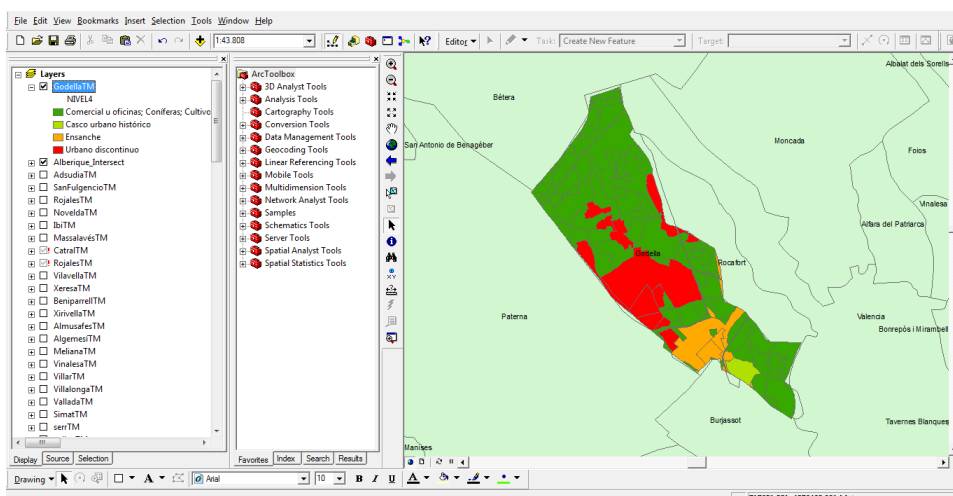 File Edit View Bookmarks Insert Selection Tools Window Help
1:43.808
Editor
Task: Create New Feature
Target:
Layers
GodellaTM
NIVEL4
Comercial u oficinas; Coníferas; Cultivo
Casco urbano histórico
Ensanche
Urbano discontinuo
Alberique_Intersect
AdsudiaTM
SanFulgencioTM
RojalesTM
NoveldaTM
IbiTM
MassalavésTM
CatralTM
RojalesTM
VilavellaTM
XeresaTM
BeniparrellTM
XirivellaTM
AlmusafesTM
AlgemesiTM
MelianaTM
VinalesaTM
VillarTM
VillalongaTM
ValladaTM
SimatTM
serrTM
Display Source Selection
ArcToolbox
3D Analyst Tools
Analysis Tools
Cartography Tools
Conversion Tools
Data Management Tools
Geocoding Tools
Linear Referencing Tools
Mobile Tools
Multidimension Tools
Network Analyst Tools
Samples
Schematics Tools
Server Tools
Spatial Analyst Tools
Spatial Statistics Tools
Favorites Index Search Results
Albalat dels Sorells
Bétera
Moncada
San Antonio de Benagéber
Foios
Vinalesa
Alfara del Patriarca
Godella
Rocafort
Paterna
Valencia
Bonrepòs i Mirambell
Burjassot
Tavernes Blanques
Manises
Drawing
Arial
10
B I U A